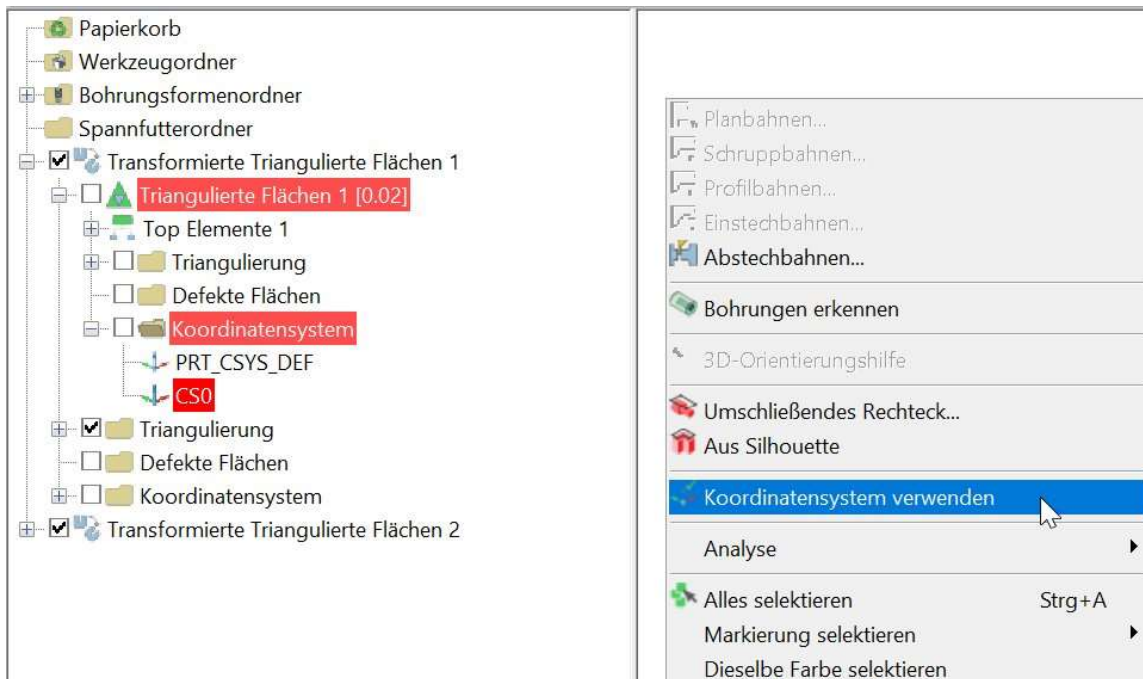 Papierkorb
Werkzeugordner
Bohrungsformenordner
Spannfutterordner
Transformierte Triangulierte Flächen 1
Triangulierte Flächen 1 [0.02]
Top Elemente 1
Triangulierung
Defekte Flächen
Koordinatensystem
PRT_CSYS_DEF
CS0
Triangulierung
Defekte Flächen
Koordinatensystem
Transformierte Triangulierte Flächen 2
Planbahnen...
Schruppbahnen...
Profilbahnen...
Einstechbahnen...
Abstechbahnen...
Bohrungen erkennen
3D-Orientierungshilfe
Umschließendes Rechteck...
Aus Silhouette
Koordinatensystem verwenden
Analyse
Alles selektieren Strg+A
Markierung selektieren
Dieselbe Farbe selektieren